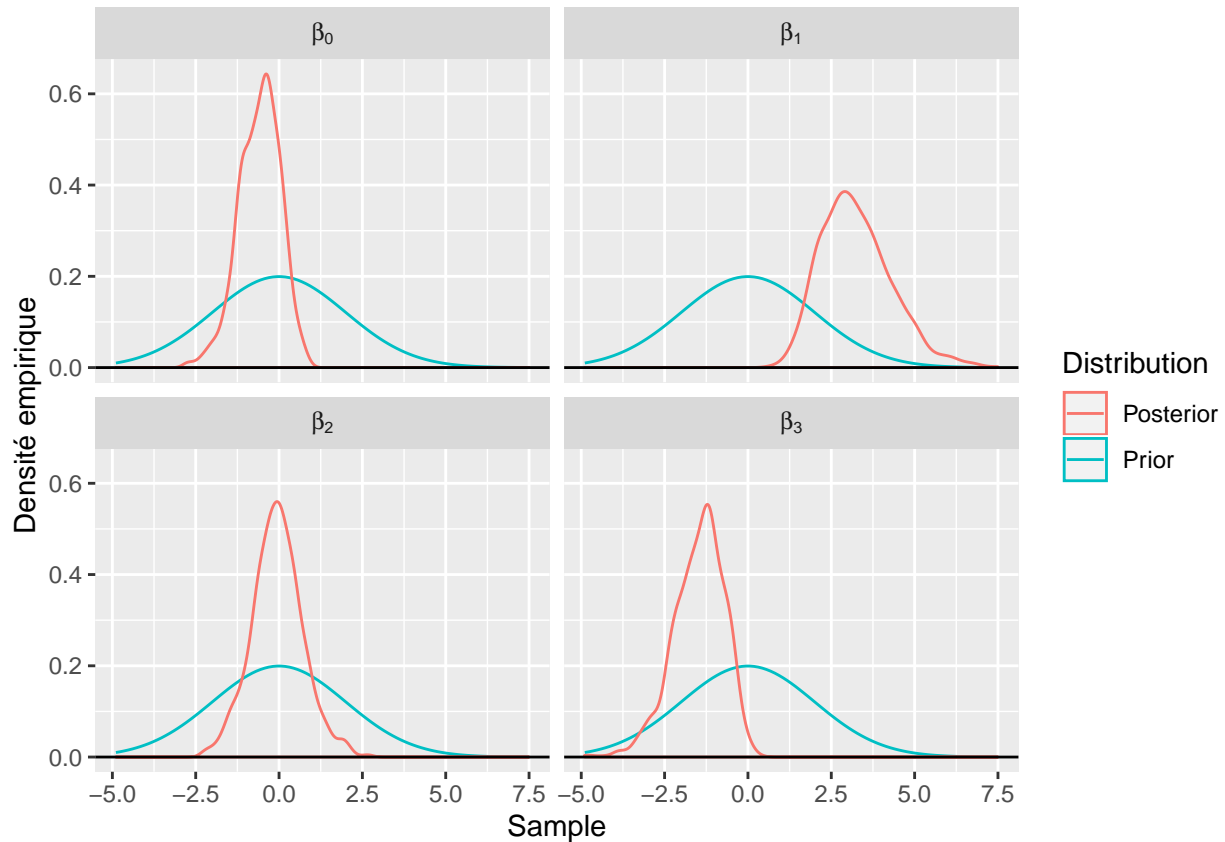 β₀ β₁
0.6
0.4
0.2
0.0
β₂ β₃
0.6
0.4
0.2
0.0
−5.0 −2.5 0.0 2.5 5.0 7.5 −5.0 −2.5 0.0 2.5 5.0 7.5
Sample
Densité empirique
Distribution
Posterior
Prior